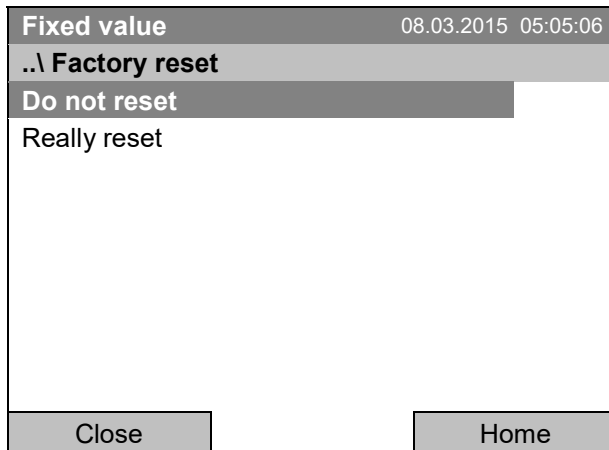 Fixed value 08.03.2015 05:05:06
..\ Factory reset
Do not reset
Really reset
Close Home